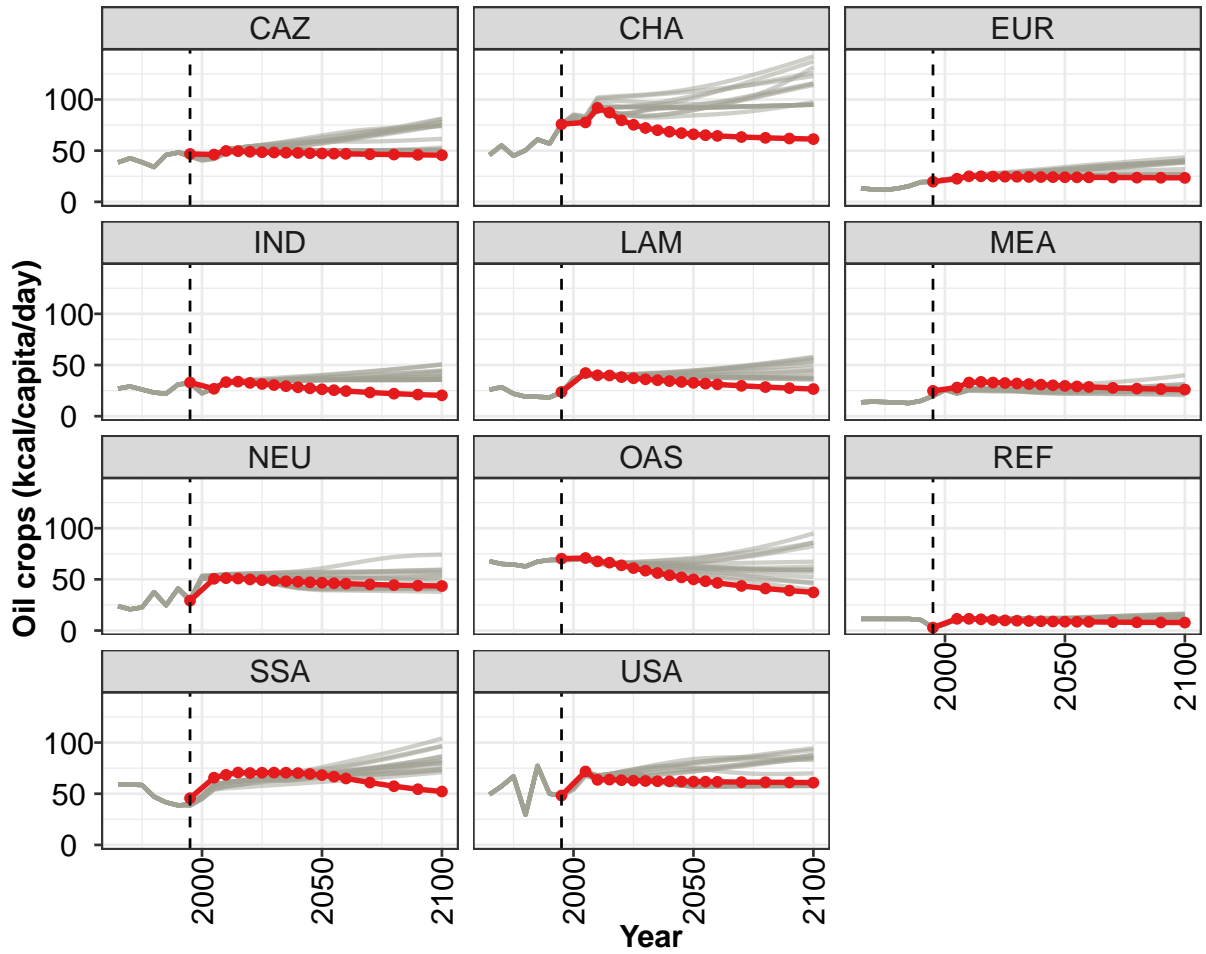 CAZ CHA EUR
100
50
0
IND LAM MEA
100
50
0
NEU OAS REF
100
50
0
2000 2050 2100
SSA USA
100
50
0
2000 2050 2100 2000 2050 2100
Year
Oil crops (kcal/capita/day)